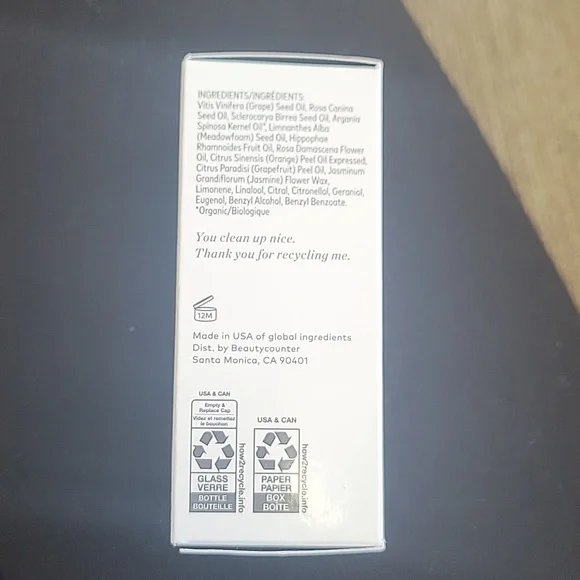 INGREDIENTS/INGRÉDIENTS:
Vitis Vinifera (Grape) Seed Oil, Rosa Canina
Seed Oil, Sclerocarya Birrea Seed Oil, Argania
Spinosa Kernel Oil*, Limnanthes Alba
(Meadowfoam) Seed Oil, Hippophae
Rhamnoides Fruit Oil, Rosa Damascena Flower
Oil, Citrus Sinensis (Orange) Peel Oil Expressed,
Citrus Paradisi (Grapefruit) Peel Oil, Jasminum
Grandiflorum (Jasmine) Flower Wax,
Limonene, Linalool, Citral, Citronellol, Geraniol,
Eugenol, Benzyl Alcohol, Benzyl Benzoate.
*Organic/Biologique
You clean up nice.
Thank you for recycling me.
12M
Made in USA of global ingredients
Dist. by Beautycounter
Santa Monica, CA 90401
USA & CAN
Empty &
Replace Cap
Videz et remettez
le bouchon
GLASS
VERRE
BOTTLE
BOUTEILLE
how2recycle.info
USA & CAN
PAPER
PAPIER
BOX
BOÎTE
how2recycle.info